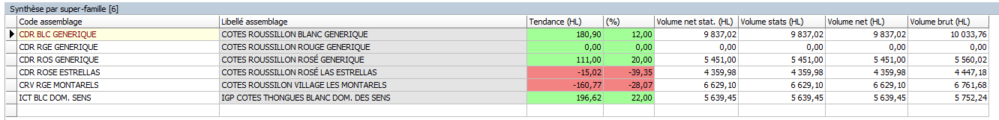 Synthèse par super-famille [6]
Code assemblage Libellé assemblage Tendance (HL) (%) Volume net stat. (HL) Volume stats (HL) Volume net (HL) Volume brut (HL)
CDR BLC GENERIQUE COTES ROUSSILLON BLANC GENERIQUE 180,90 12,00 9 837,02 9 837,02 9 837,02 10 033,76
CDR RGE GENERIQUE COTES ROUSSILLON ROUGE GENERIQUE 0,00 0,00 0,00 0,00 0,00 0,00
CDR ROS GENERIQUE COTES ROUSSILLON ROSÉ GENERIQUE 111,00 20,00 5 451,00 5 451,00 5 451,00 5 560,02
CDR ROSE ESTRELLAS COTES ROUSSILLON ROSÉ LAS ESTRELLAS -15,02 -39,35 4 359,98 4 359,98 4 359,98 4 447,18
CRV RGE MONTARELS COTES ROUSSILON VILLAGE LES MONTARELS -160,77 -28,07 6 629,10 6 629,10 6 629,10 6 761,68
ICT BLC DOM. SENS IGP COTES THONGUES BLANC DOM. DES SENS 196,62 22,00 5 639,45 5 639,45 5 639,45 5 752,24